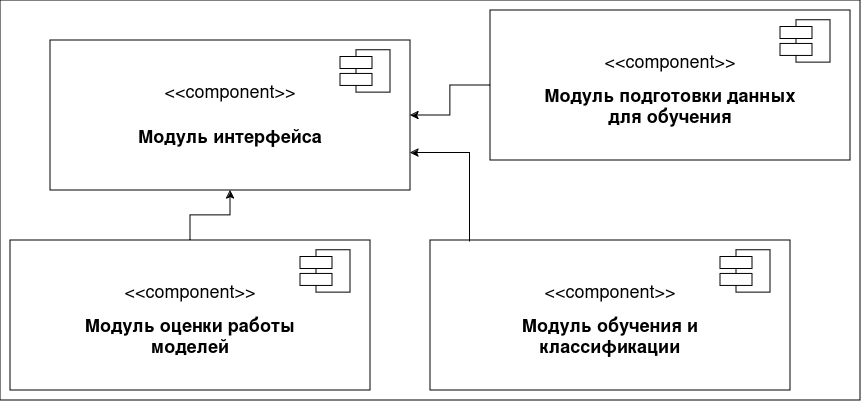 <<component>>
Модуль интерфейса
<<component>>
Модуль подготовки данных
для обучения
<<component>>
Модуль оценки работы
моделей
<<component>>
Модуль обучения и
классификации